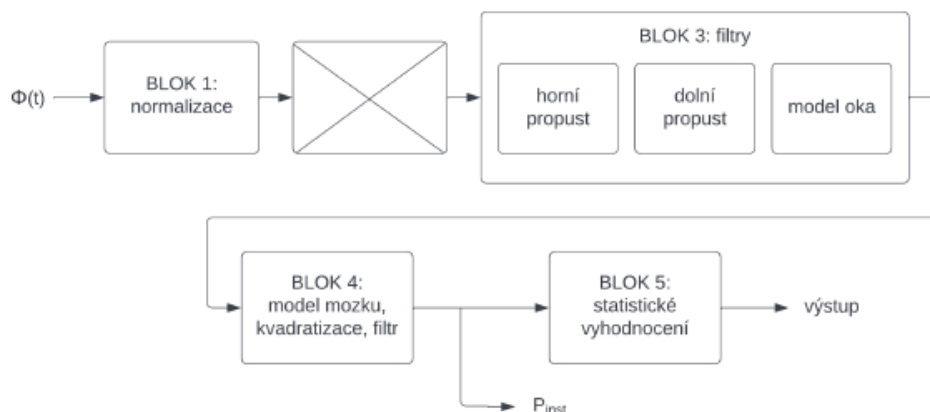 Φ(t)
BLOK 1:
normalizace
BLOK 3: filtry
horní
propust
dolní
propust
model oka
BLOK 4:
model mozku,
kvadratizace, filtr
BLOK 5:
statistické
vyhodnocení
výstup
P_inst